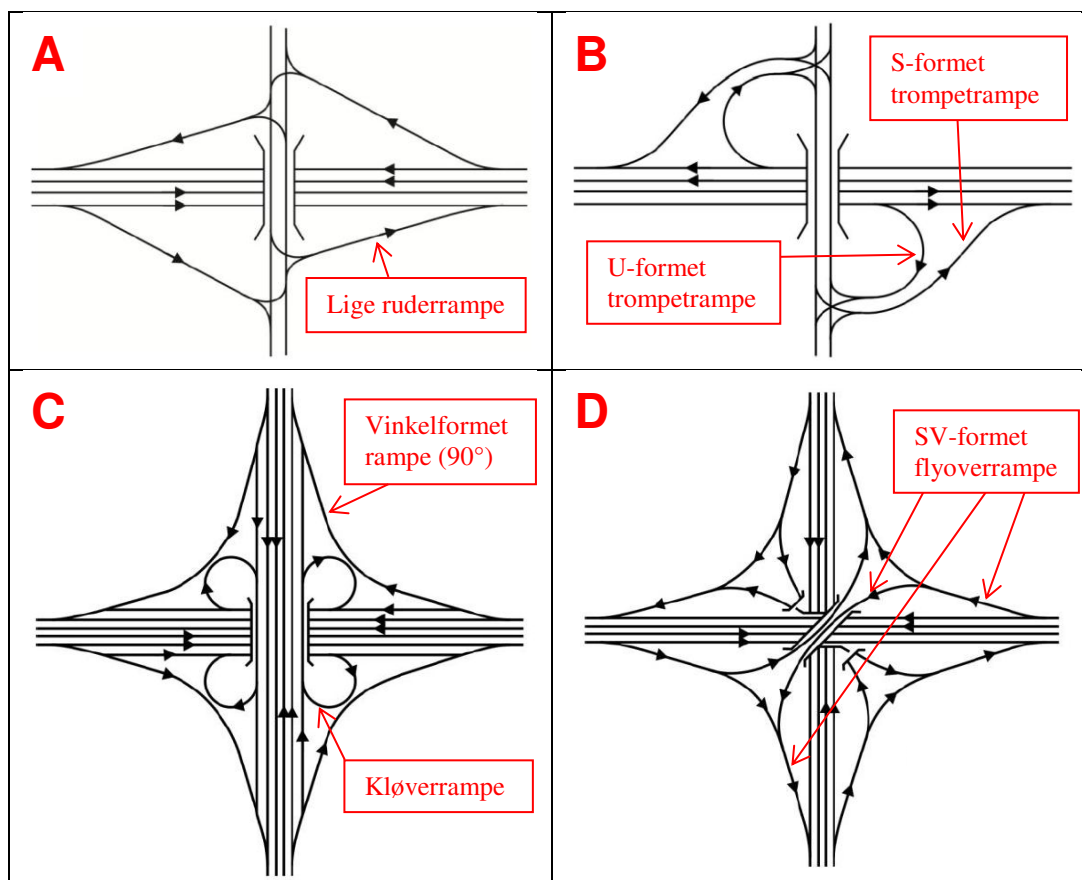 A
Lige ruderrampe
B
S-formet
trompetrampe
U-formet
trompetrampe
C
Vinkelformet
rampe (90°)
Kløverrampe
D
SV-formet
flyoverrampe